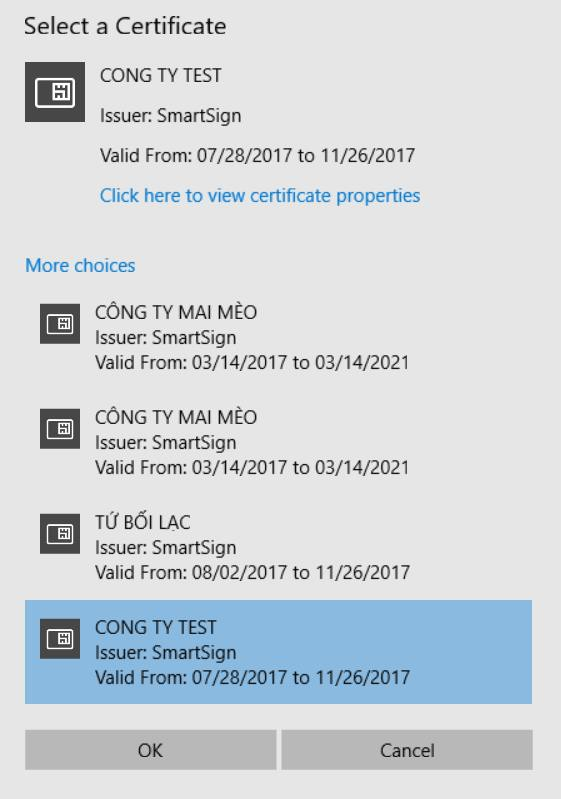 Select a Certificate
CONG TY TEST
Issuer: SmartSign
Valid From: 07/28/2017 to 11/26/2017
Click here to view certificate properties
More choices
CÔNG TY MAI MÈO
Issuer: SmartSign
Valid From: 03/14/2017 to 03/14/2021
CÔNG TY MAI MÈO
Issuer: SmartSign
Valid From: 03/14/2017 to 03/14/2021
TỨ BỐI LẠC
Issuer: SmartSign
Valid From: 08/02/2017 to 11/26/2017
CONG TY TEST
Issuer: SmartSign
Valid From: 07/28/2017 to 11/26/2017
OK
Cancel